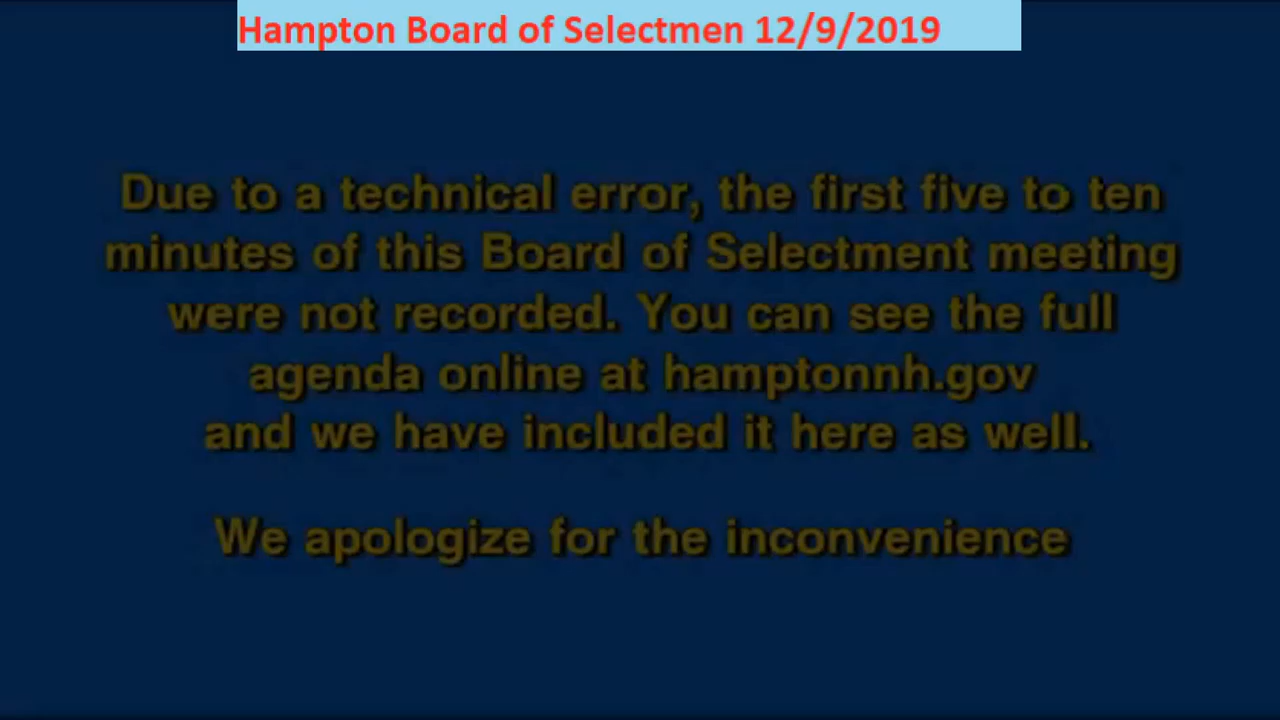 Hampton Board of Selectmen 12/9/2019
Due to a technical error, the first five to ten
minutes of this Board of Selectment meeting
were not recorded. You can see the full
agenda online at hamptonnh.gov
and we have included it here as well.
We apologize for the inconvenience